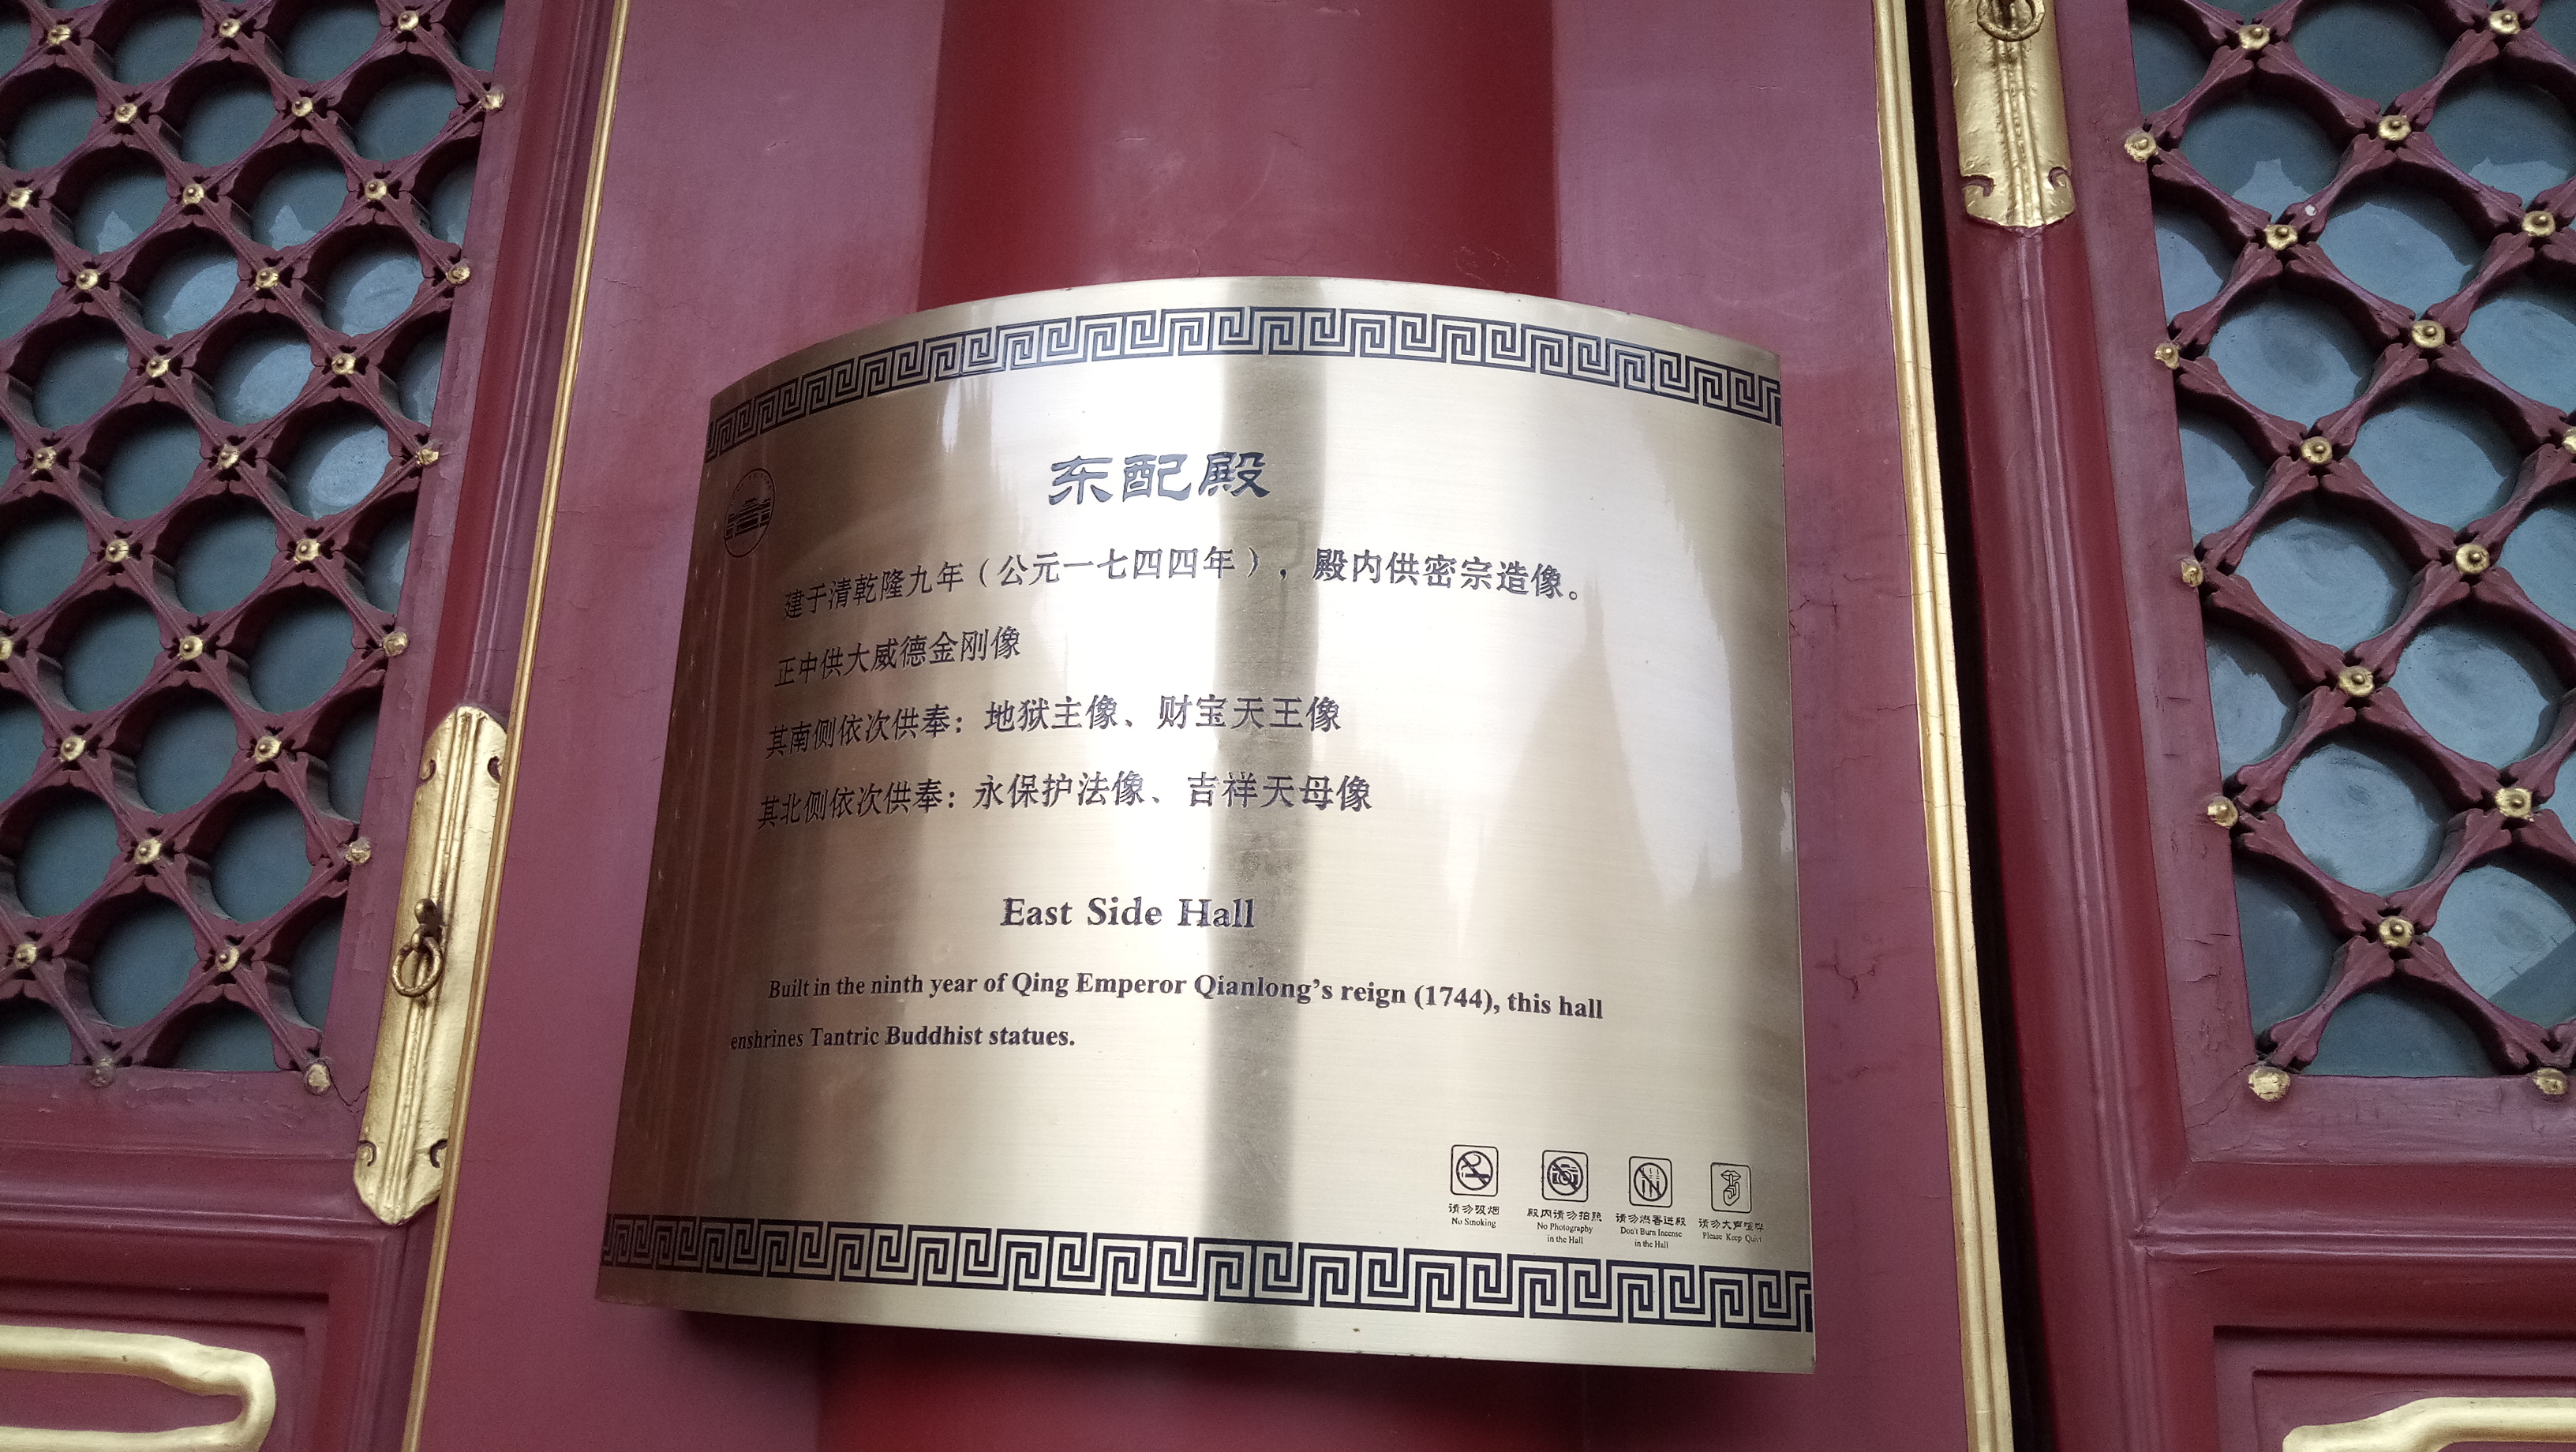 东配殿
建于清乾隆九年（公元一七四四年），殿内供密宗造像。
正中供大威德金刚像
其南侧依次供奉：地狱主像、财宝天王像
其北侧依次供奉：永保护法像、吉祥天母像
East Side Hall
Built in the ninth year of Qing Emperor Qianlong's reign (1744), this hall
enshrines Tantric Buddhist statues.
请勿吸烟
No Smoking
殿内请勿拍照
No Photography
in the Hall
请勿燃香进殿
Don't Burn Incense
in the Hall
请勿大声喧哗
Please Keep Quiet